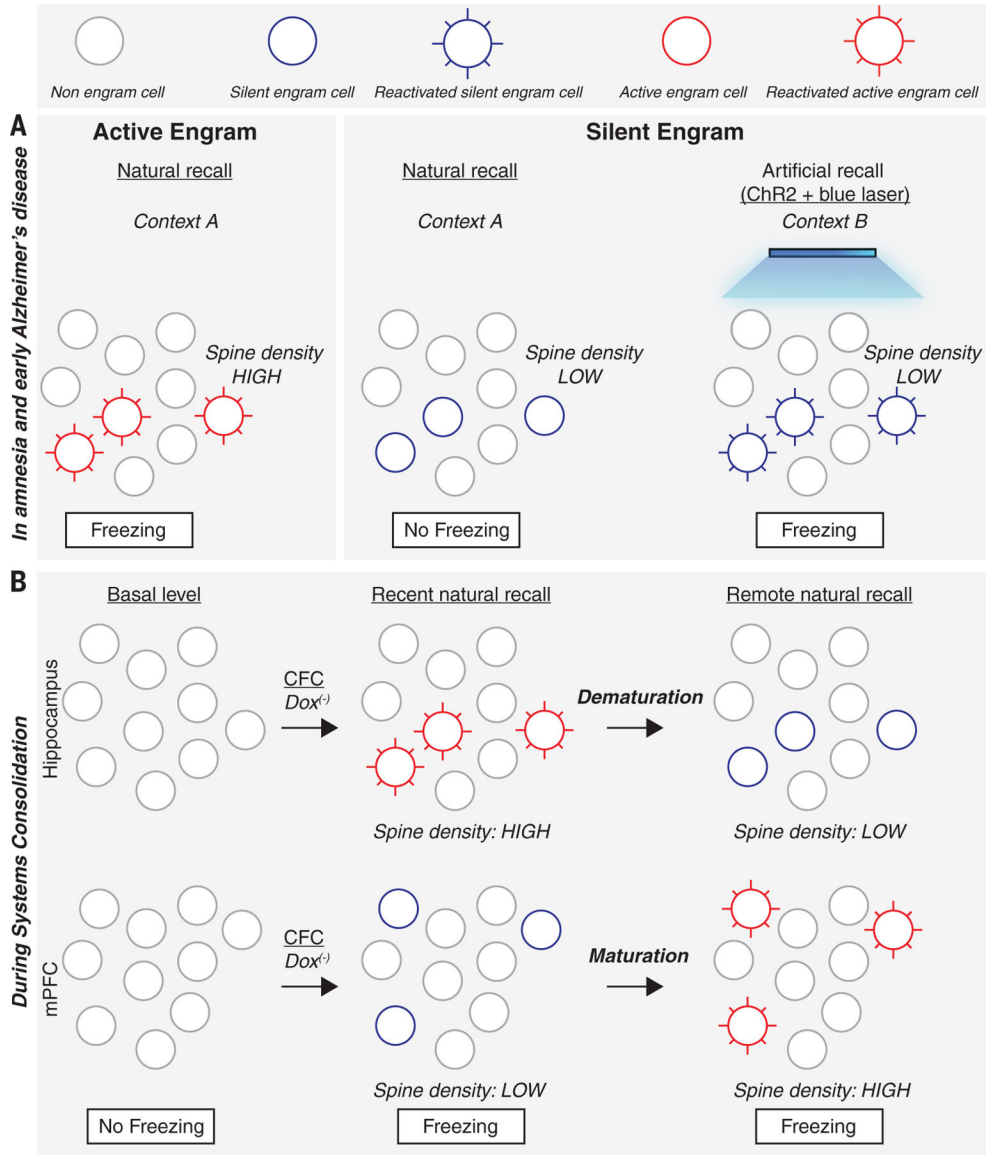 Non engram cell
Silent engram cell
Reactivated silent engram cell
Active engram cell
Reactivated active engram cell
A
In amnesia and early Alzheimer's disease
Active Engram
Natural recall
Context A
Spine density
HIGH
Freezing
Silent Engram
Natural recall
Context A
Spine density
LOW
No Freezing
Artificial recall
(ChR2 + blue laser)
Context B
Spine density
LOW
Freezing
B
During Systems Consolidation
Basal level
Recent natural recall
Remote natural recall
Hippocampus
CFC
Dox(-)
Dematuration
Spine density: HIGH
Spine density: LOW
mPFC
CFC
Dox(-)
Maturation
Spine density: LOW
Spine density: HIGH
No Freezing
Freezing
Freezing